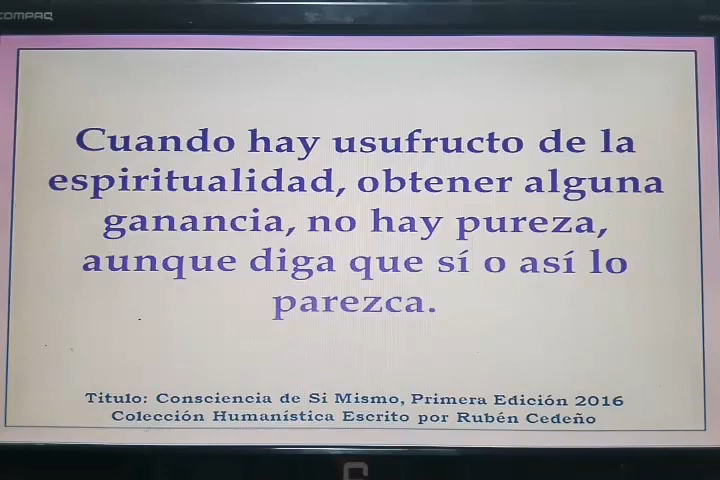 COMPAQ
Cuando hay usufructo de la
espiritualidad, obtener alguna
ganancia, no hay pureza,
aunque diga que sí o así lo
parezca.
Titulo: Consciencia de Si Mismo, Primera Edición 2016
Colección Humanística Escrito por Rubén Cedeño